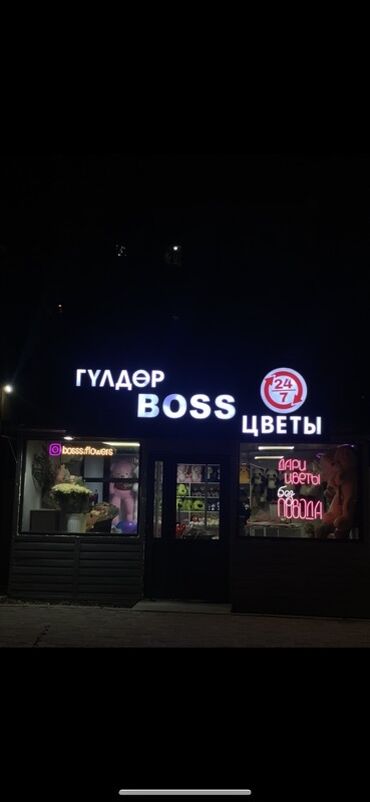 ГҮЛДӨР
BOSS
24
7
ЦВЕТЫ
bosss.flowers
ДАРИ
ЦВЕТЫ
без
ПОВОДА